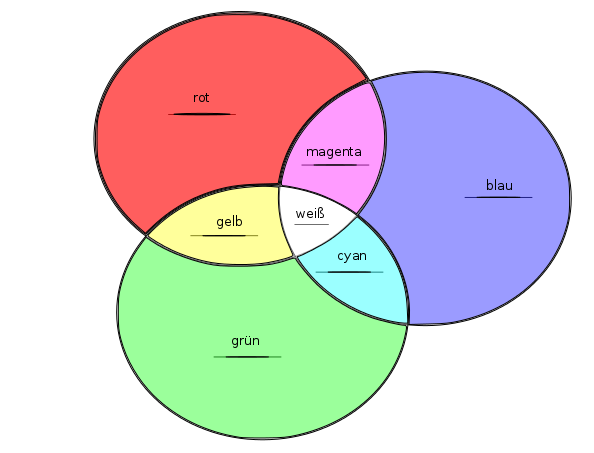 rot
magenta
blau
gelb
weiß
cyan
grün